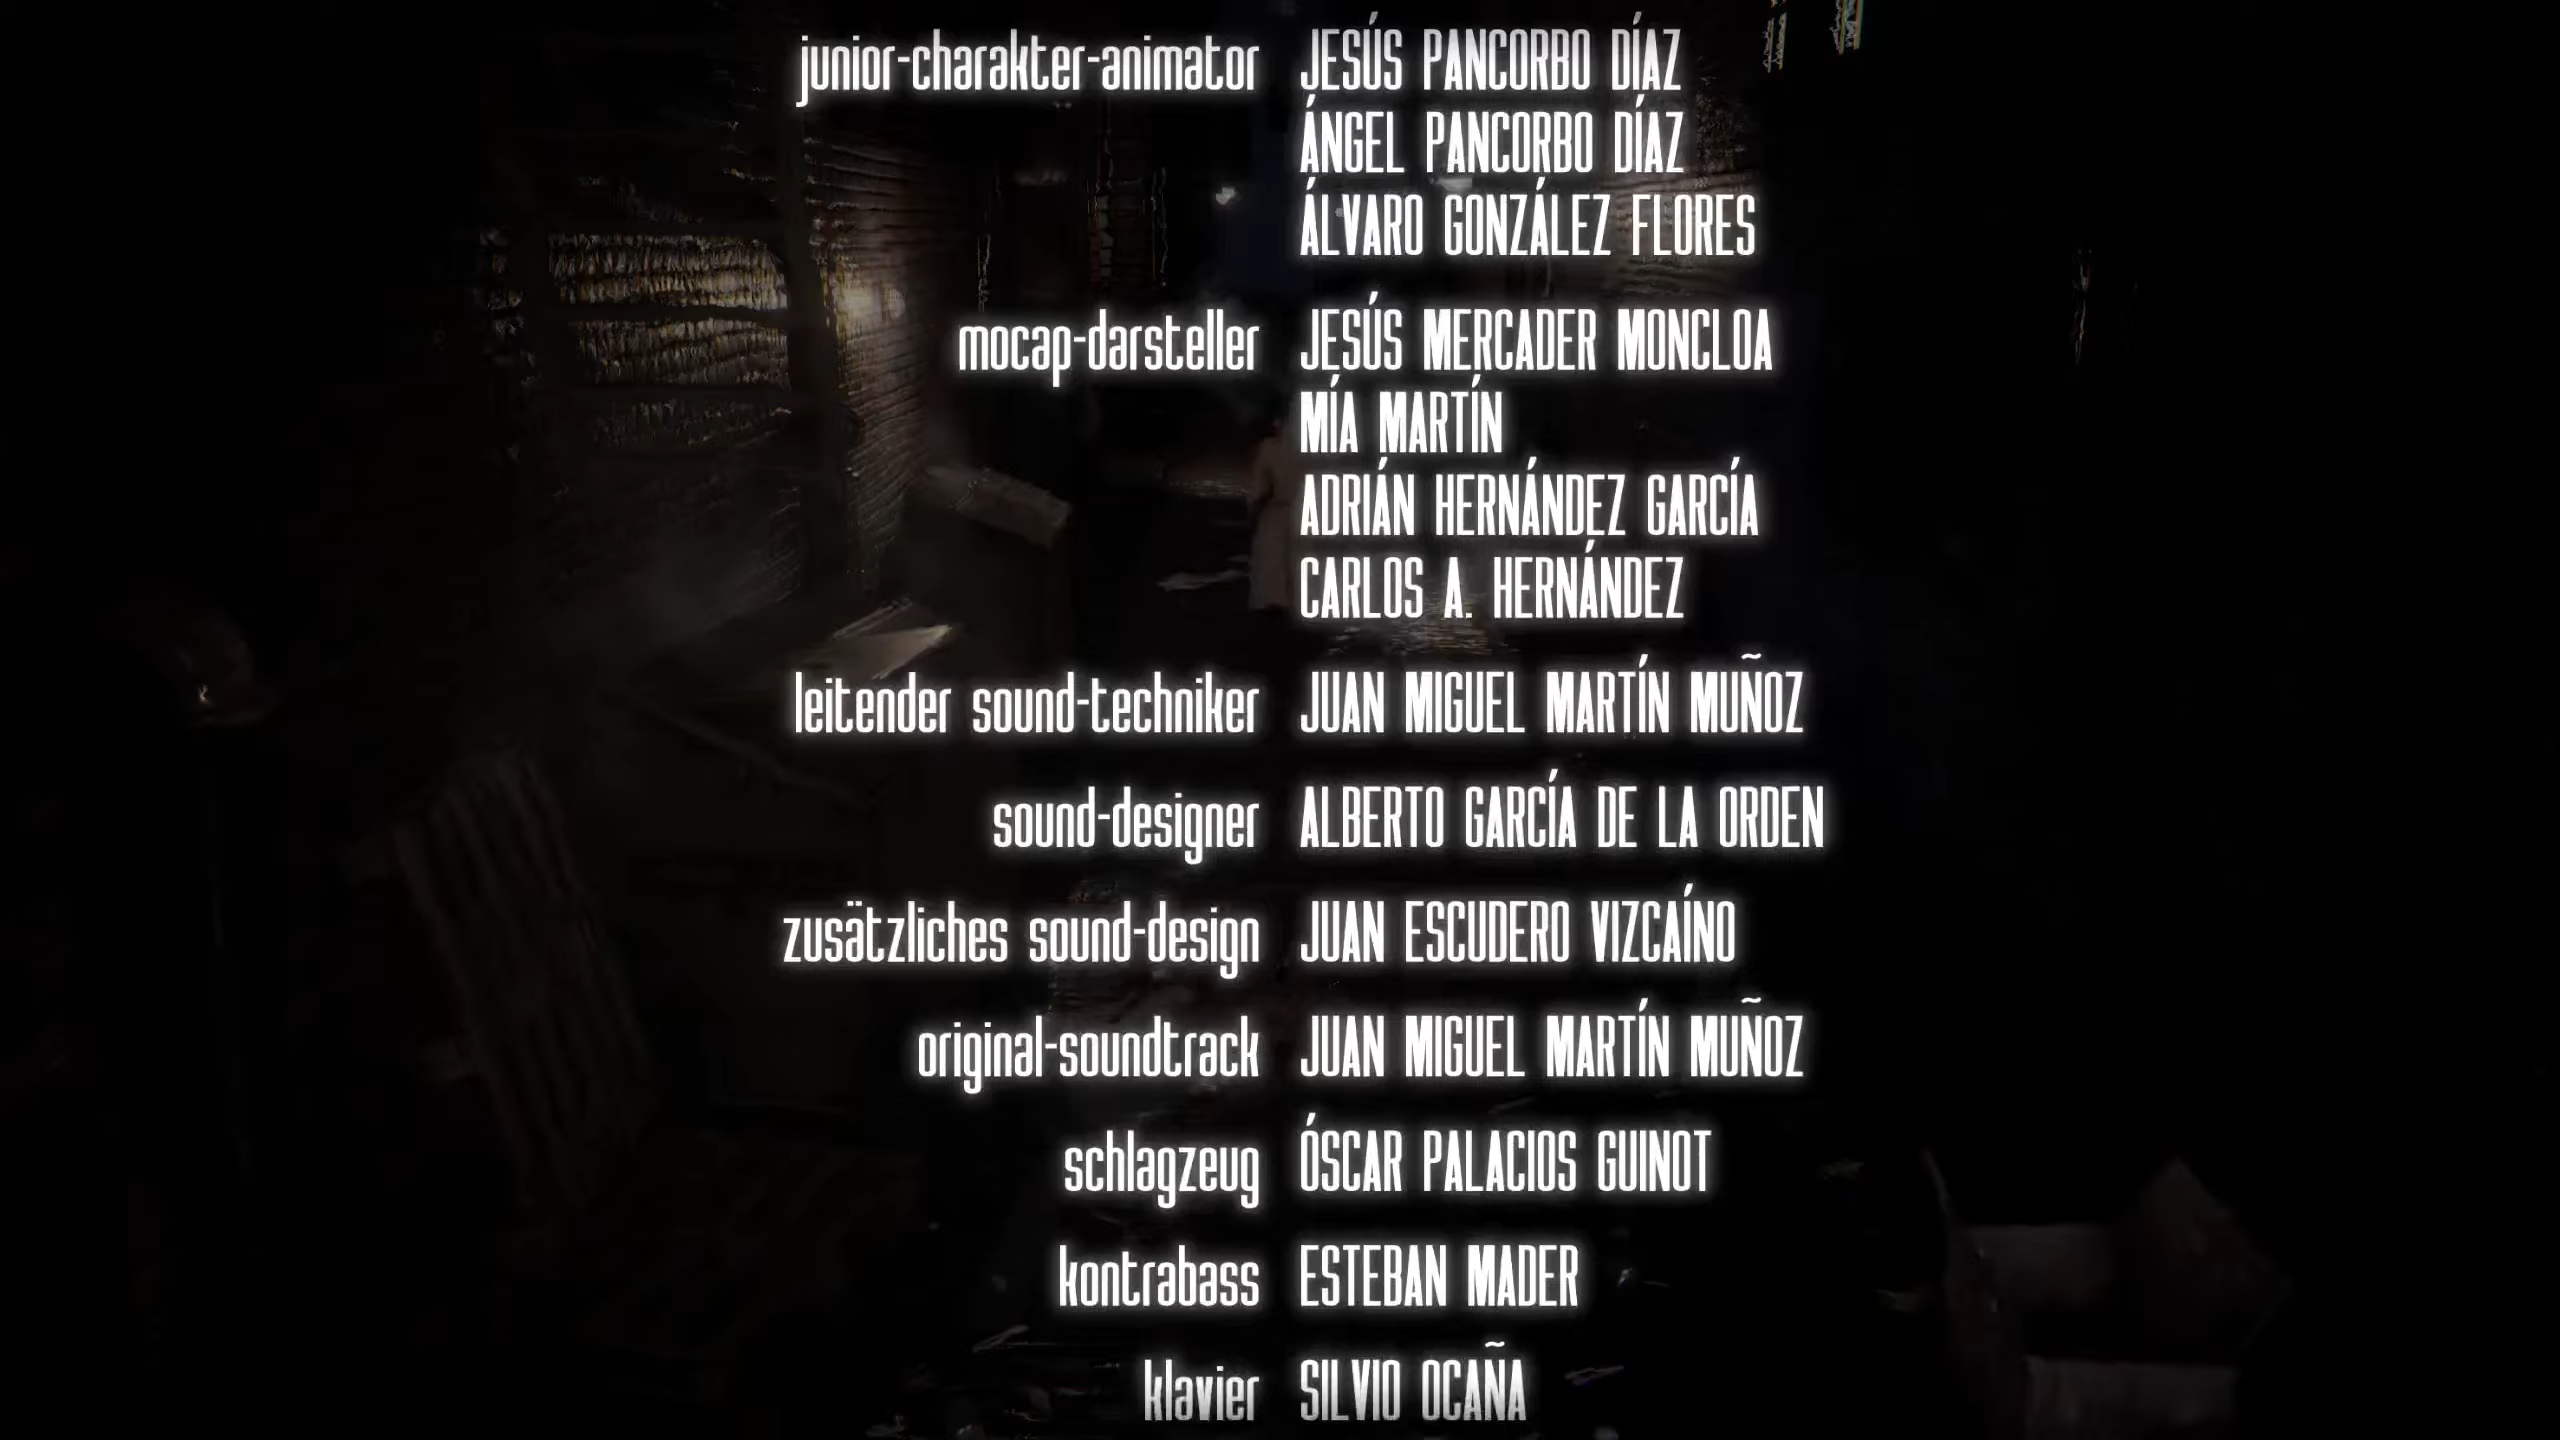 junior-charakter-animator JESÚS PANCORBO DÍAZ
ÁNGEL PANCORBO DÍAZ
ÁLVARO GONZÁLEZ FLORES
mocap-darsteller JESÚS MERCADER MONCLOA
MÍA MARTÍN
ADRIÁN HERNÁNDEZ GARCÍA
CARLOS A. HERNÁNDEZ
leitender sound-techniker JUAN MIGUEL MARTÍN MUÑOZ
sound-designer ALBERTO GARCÍA DE LA ORDEN
zusätzliches sound-design JUAN ESCUDERO VIZCAÍNO
original-soundtrack JUAN MIGUEL MARTÍN MUÑOZ
schlagzeug ÓSCAR PALACIOS GUINOT
kontrabass ESTEBAN MADER
klavier SILVIO OCAÑA